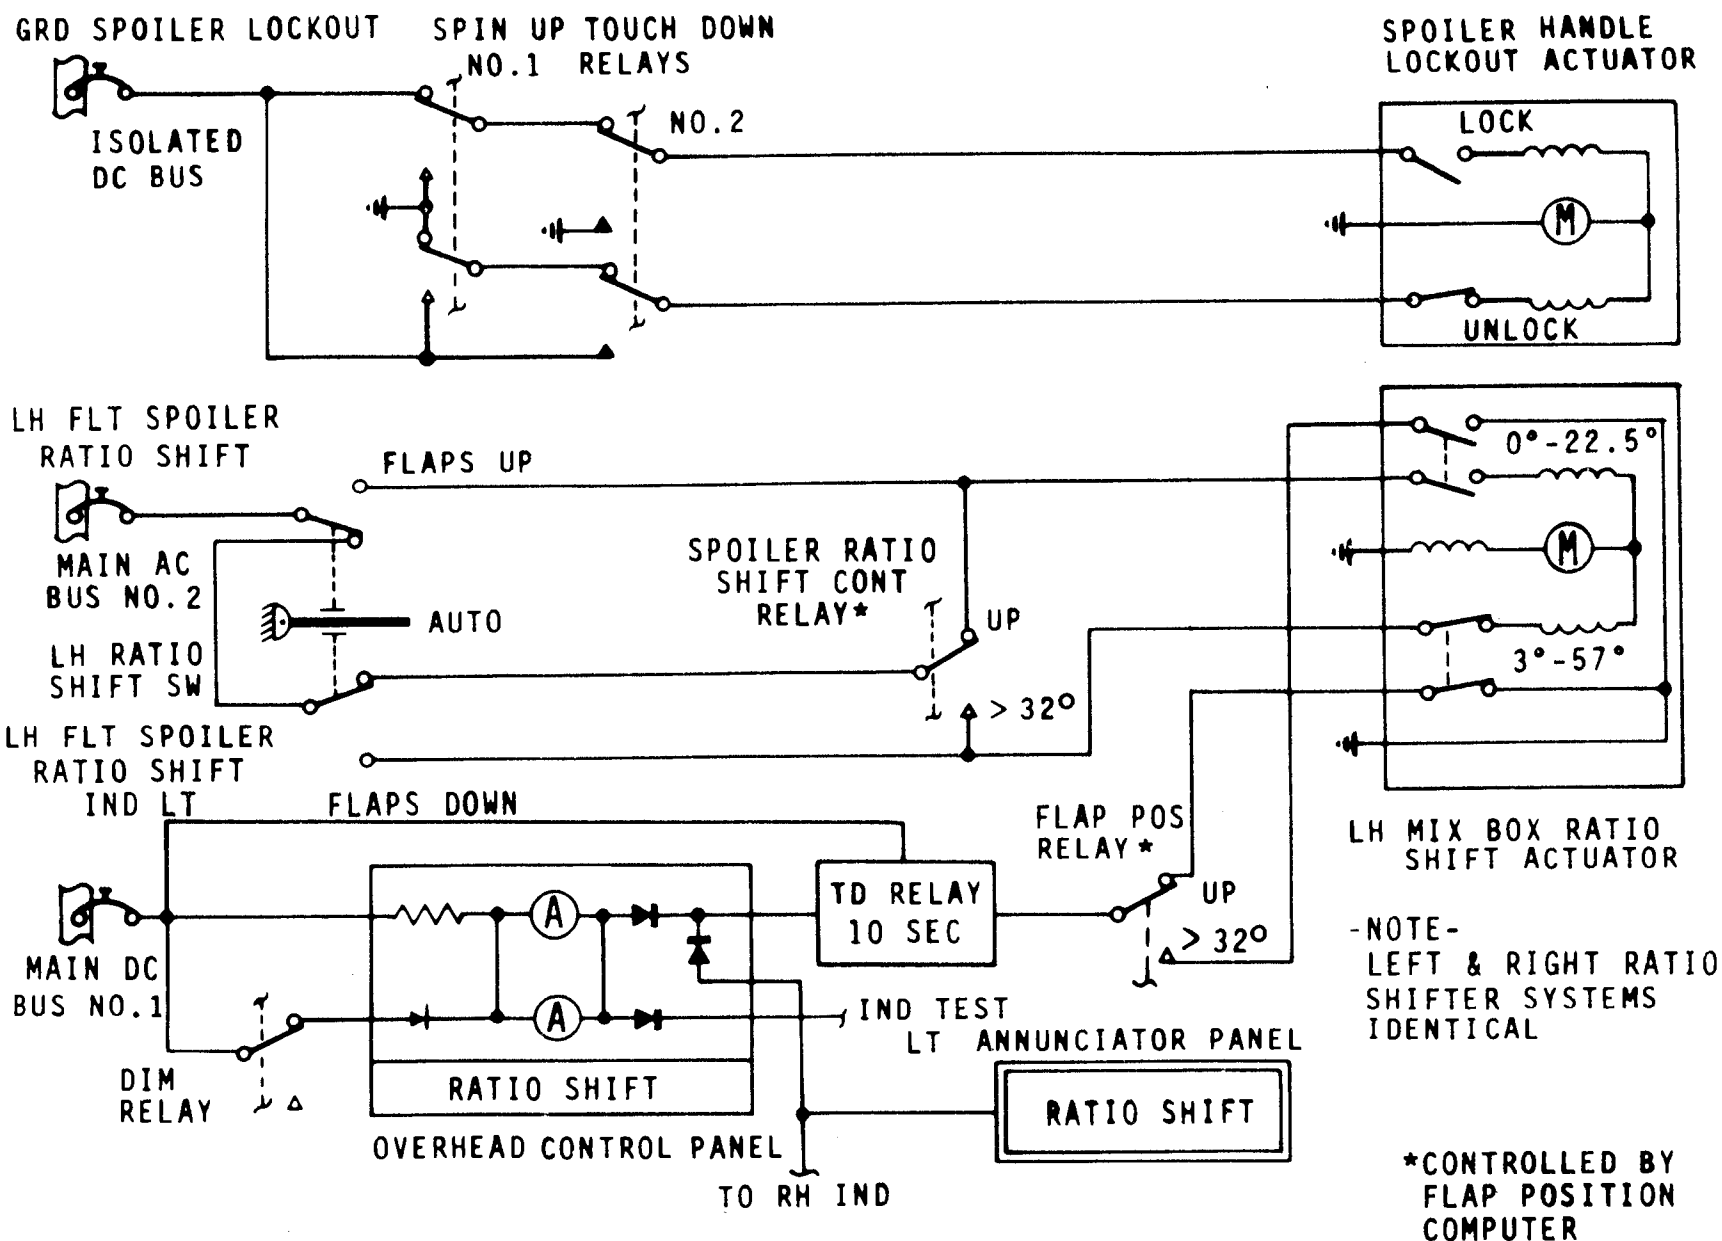 GRD SPOILER LOCKOUT
SPIN UP TOUCH DOWN
NO.1 RELAYS
SPOILER HANDLE
LOCKOUT ACTUATOR
ISOLATED
DC BUS
NO.2
LOCK
M
UNLOCK
LH FLT SPOILER
RATIO SHIFT
FLAPS UP
0°-22.5°
MAIN AC
BUS NO.2
SPOILER RATIO
SHIFT CONT
RELAY*
M
AUTO
UP
LH RATIO
SHIFT SW
3°-57°
> 32°
LH FLT SPOILER
RATIO SHIFT
IND LT
FLAPS DOWN
FLAP POS
RELAY*
LH MIX BOX RATIO
SHIFT ACTUATOR
A
TD RELAY
10 SEC
UP
> 32°
-NOTE-
LEFT & RIGHT RATIO
SHIFTER SYSTEMS
IDENTICAL
MAIN DC
BUS NO.1
A
IND TEST
LT ANNUNCIATOR PANEL
DIM
RELAY
RATIO SHIFT
RATIO SHIFT
OVERHEAD CONTROL PANEL
TO RH IND
*CONTROLLED BY
FLAP POSITION
COMPUTER